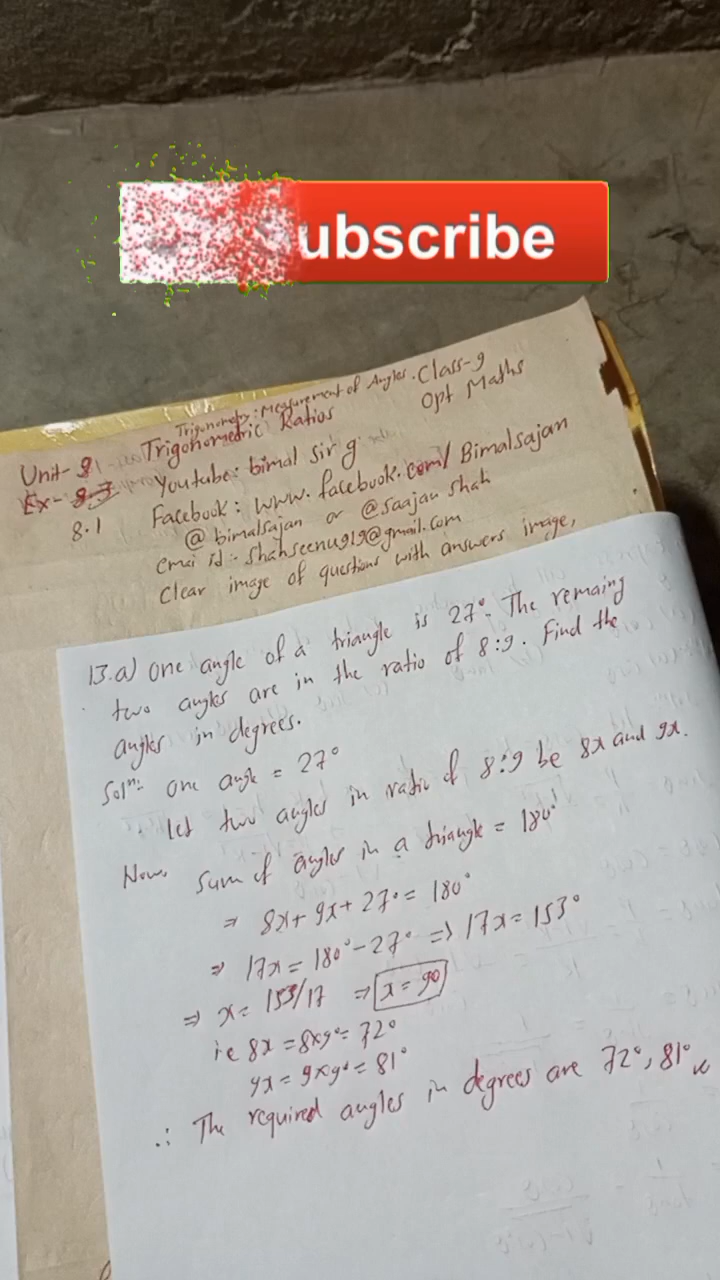 ubscribe
Trigonometry: Measurement of Angles. Class-9
Unit-9 Trigonometric Ratios Opt Maths
Ex-8.3 Youtube: bimal sir g
8.1 Facebook: www.facebook.com/Bimalsajan
@bimalsajan or @saajan shah
emai id:- shahseenu919@gmail.com
Clear image of questions with answers image,
13.a) one angle of a triangle is 27°. The remaing
two angles are in the ratio of 8:9. Find the
angles in degrees.
Solⁿ: one angle = 27°
let two angles in ratio of 8:9 be 8x and 9x.
Now, sum of angles in a triangle = 180°
⇒ 8x+9x+27° = 180°
⇒ 17x = 180°-27° ⇒ 17x = 153°
⇒ x = 153/17 ⇒ x = 9°
ie 8x = 8x9° = 72°
9x = 9x9° = 81°
∴ The required angles in degrees are 72°, 81°